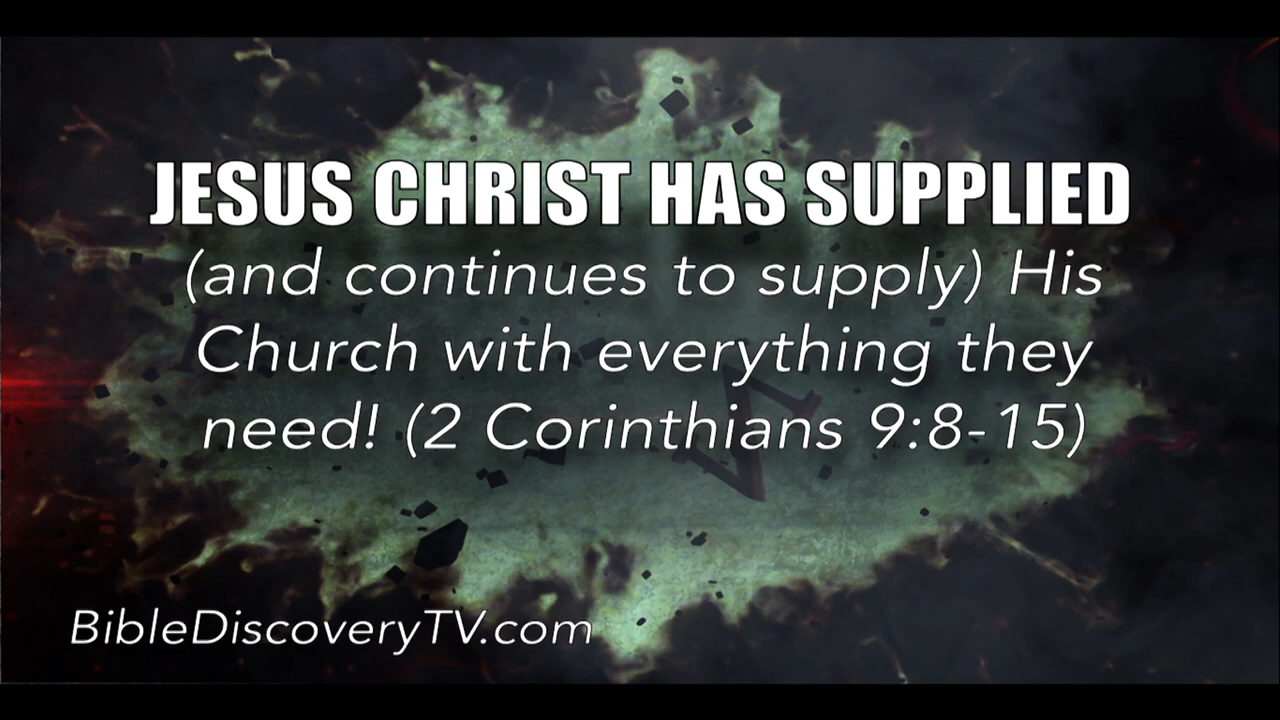 JESUS CHRIST HAS SUPPLIED
(and continues to supply) His
Church with everything they
need! (2 Corinthians 9:8-15)
BibleDiscoveryTV.com